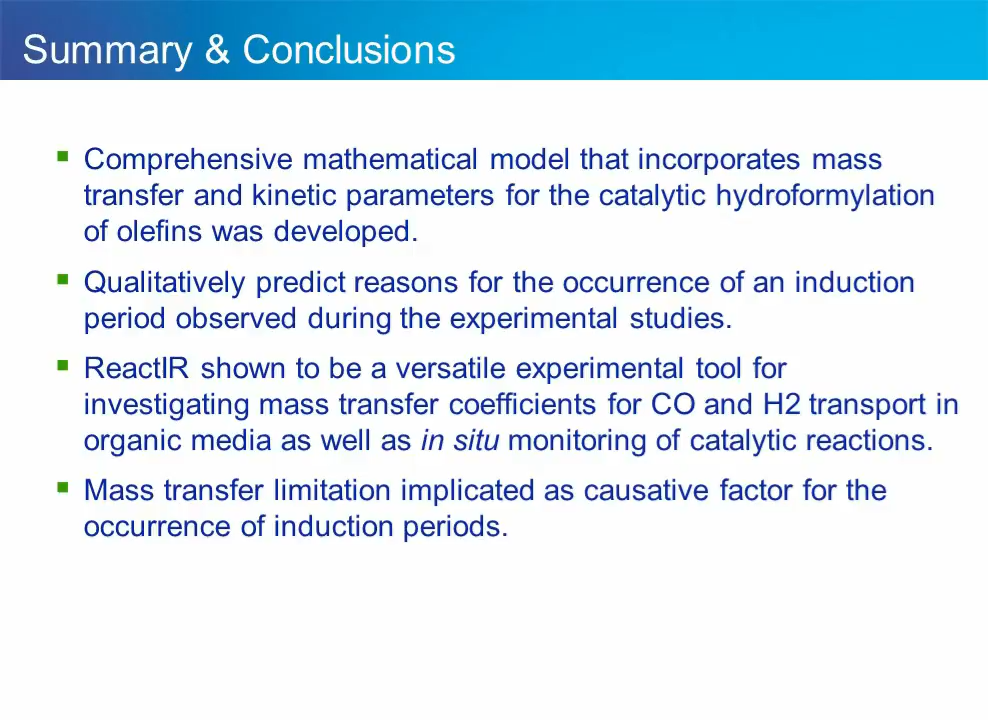 Summary & Conclusions
Comprehensive mathematical model that incorporates mass
transfer and kinetic parameters for the catalytic hydroformylation
of olefins was developed.
Qualitatively predict reasons for the occurrence of an induction
period observed during the experimental studies.
ReactIR shown to be a versatile experimental tool for
investigating mass transfer coefficients for CO and H2 transport in
organic media as well as in situ monitoring of catalytic reactions.
Mass transfer limitation implicated as causative factor for the
occurrence of induction periods.